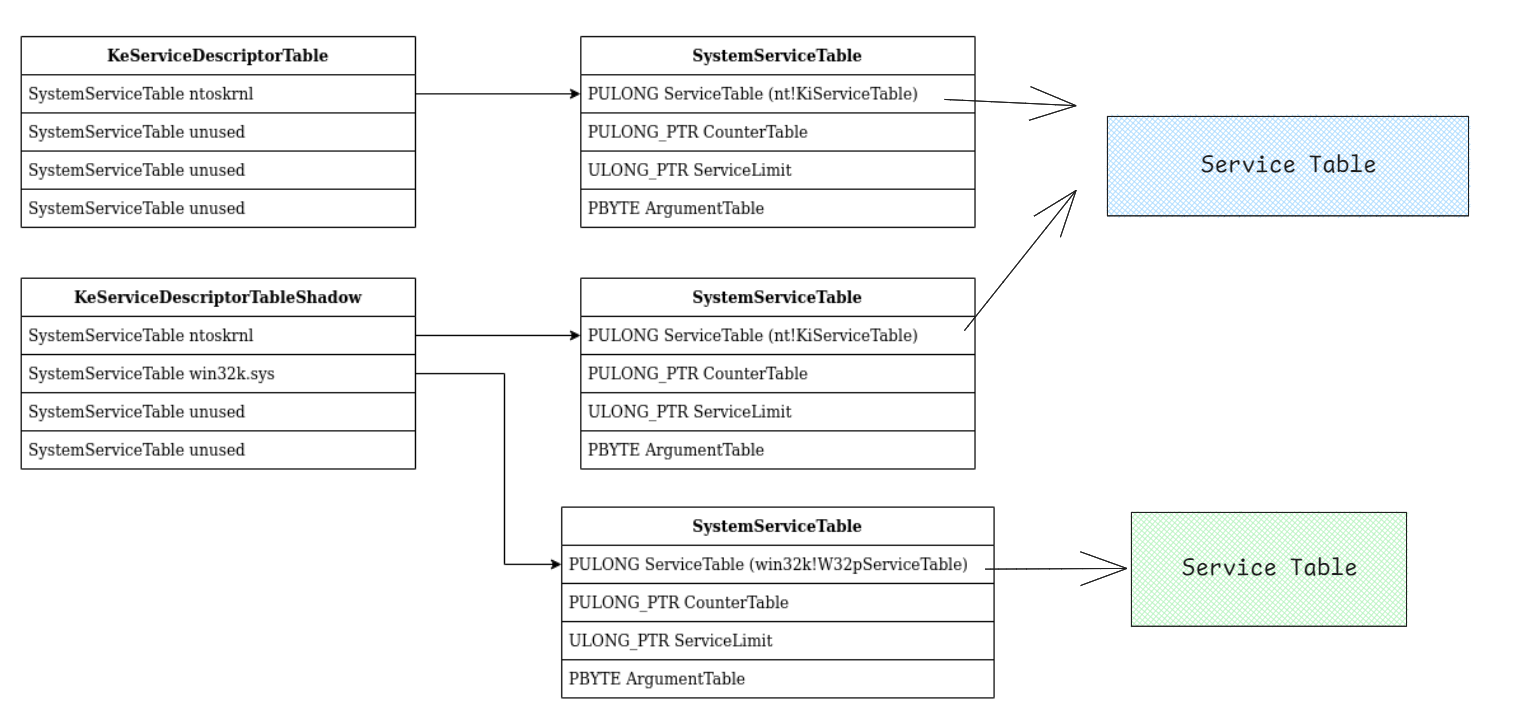 KeServiceDescriptorTable
SystemServiceTable ntoskrnl
SystemServiceTable unused
SystemServiceTable unused
SystemServiceTable unused
SystemServiceTable
PULONG ServiceTable (nt!KiServiceTable)
PULONG_PTR CounterTable
ULONG_PTR ServiceLimit
PBYTE ArgumentTable
Service Table
KeServiceDescriptorTableShadow
SystemServiceTable ntoskrnl
SystemServiceTable win32k.sys
SystemServiceTable unused
SystemServiceTable unused
SystemServiceTable
PULONG ServiceTable (nt!KiServiceTable)
PULONG_PTR CounterTable
ULONG_PTR ServiceLimit
PBYTE ArgumentTable
SystemServiceTable
PULONG ServiceTable (win32k!W32pServiceTable)
PULONG_PTR CounterTable
ULONG_PTR ServiceLimit
PBYTE ArgumentTable
Service Table